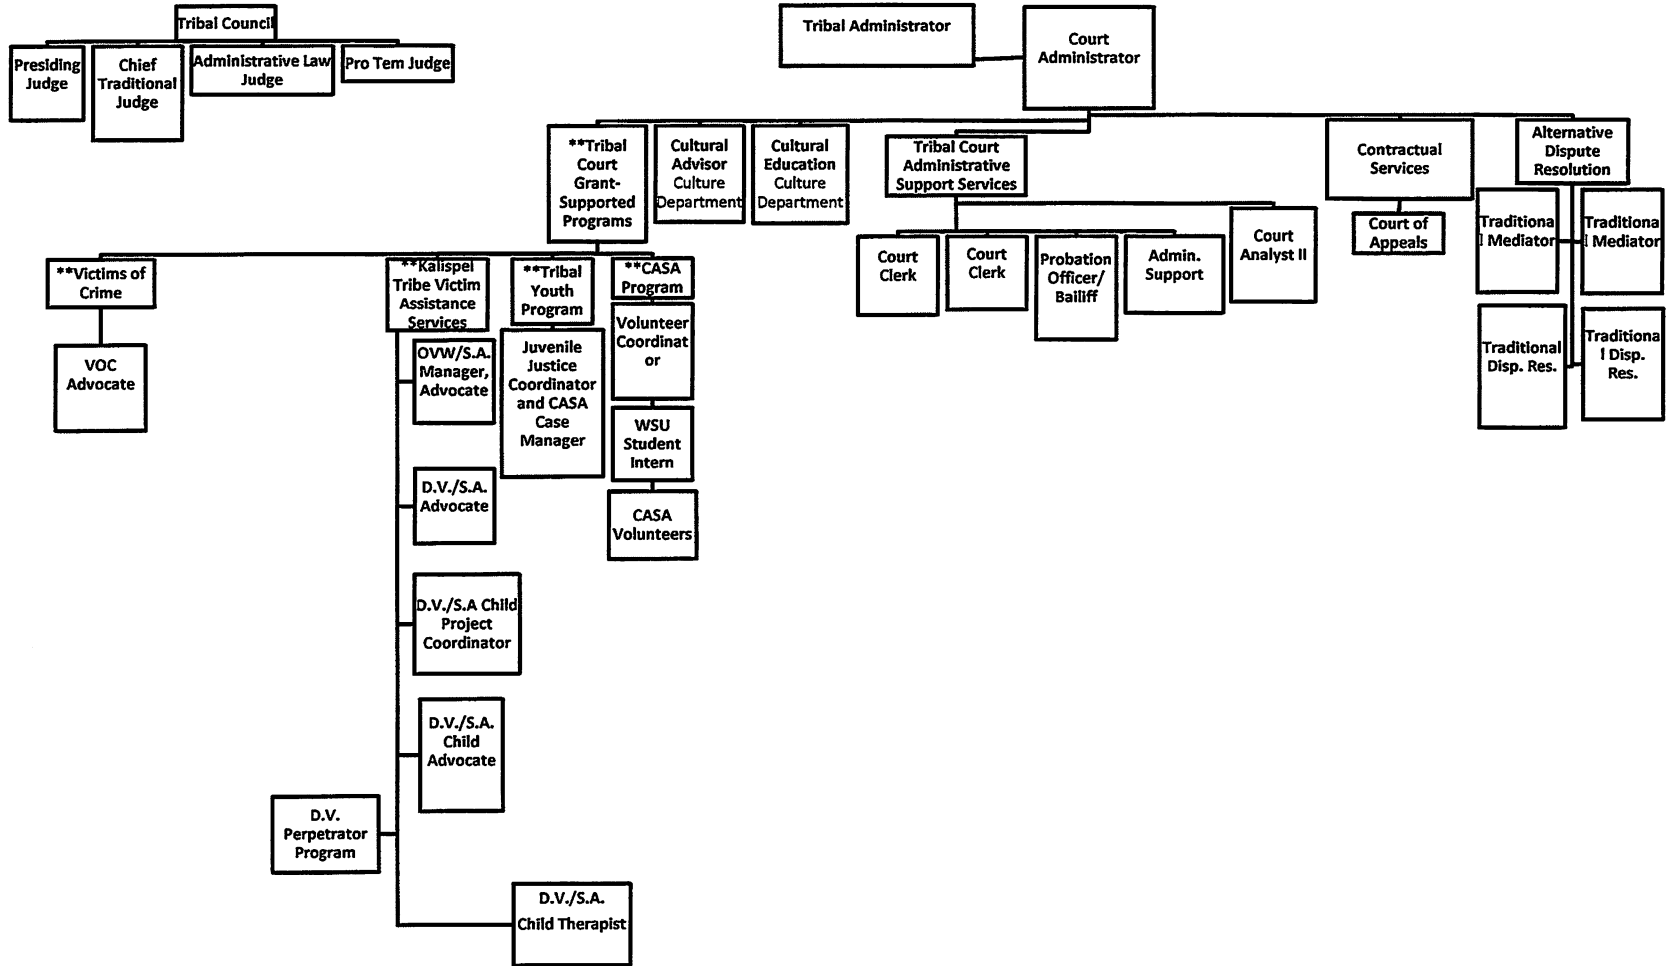 Tribal Council
Presiding
Judge
Chief
Traditional
Judge
Administrative Law
Judge
Pro Tem Judge
Tribal Administrator
Court
Administrator
**Tribal
Court
Grant-
Supported
Programs
Cultural
Advisor
Culture
Department
Cultural
Education
Culture
Department
Tribal Court
Administrative
Support Services
Contractual
Services
Alternative
Dispute
Resolution
Court of
Appeals
Traditiona
l Mediator
Traditiona
l Mediator
Traditional
Disp. Res.
Traditiona
l Disp.
Res.
Court
Clerk
Court
Clerk
Probation
Officer/
Bailiff
Admin.
Support
Court
Analyst II
**Victims of
Crime
VOC
Advocate
**Kalispel
Tribe Victim
Assistance
Services
**Tribal
Youth
Program
**CASA
Program
OVW/S.A.
Manager,
Advocate
Juvenile
Justice
Coordinator
and CASA
Case
Manager
Volunteer
Coordinat
or
WSU
Student
Intern
CASA
Volunteers
D.V./S.A.
Advocate
D.V./S.A Child
Project
Coordinator
D.V./S.A.
Child
Advocate
D.V.
Perpetrator
Program
D.V./S.A.
Child Therapist